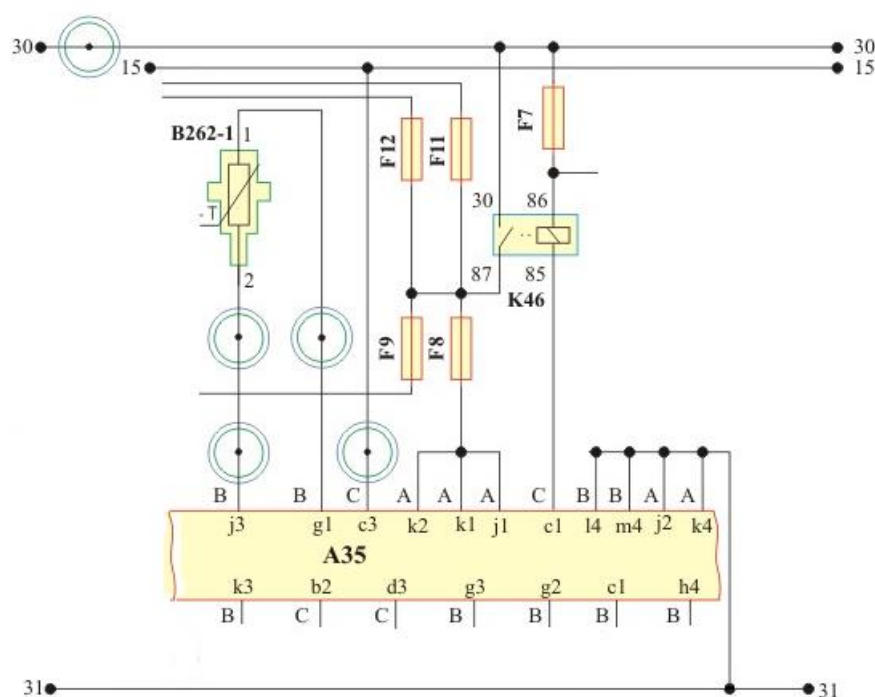 30 30
15 15
B262-1 1
F12 F11 F7
- T
30 86
2
87 85
K46
F9 F8
B B C A A A C B B A A
j3 g1 c3 k2 k1 j1 c1 l4 m4 j2 k4
A35
k3 b2 d3 g3 g2 c1 h4
B C C B B B B
31 31